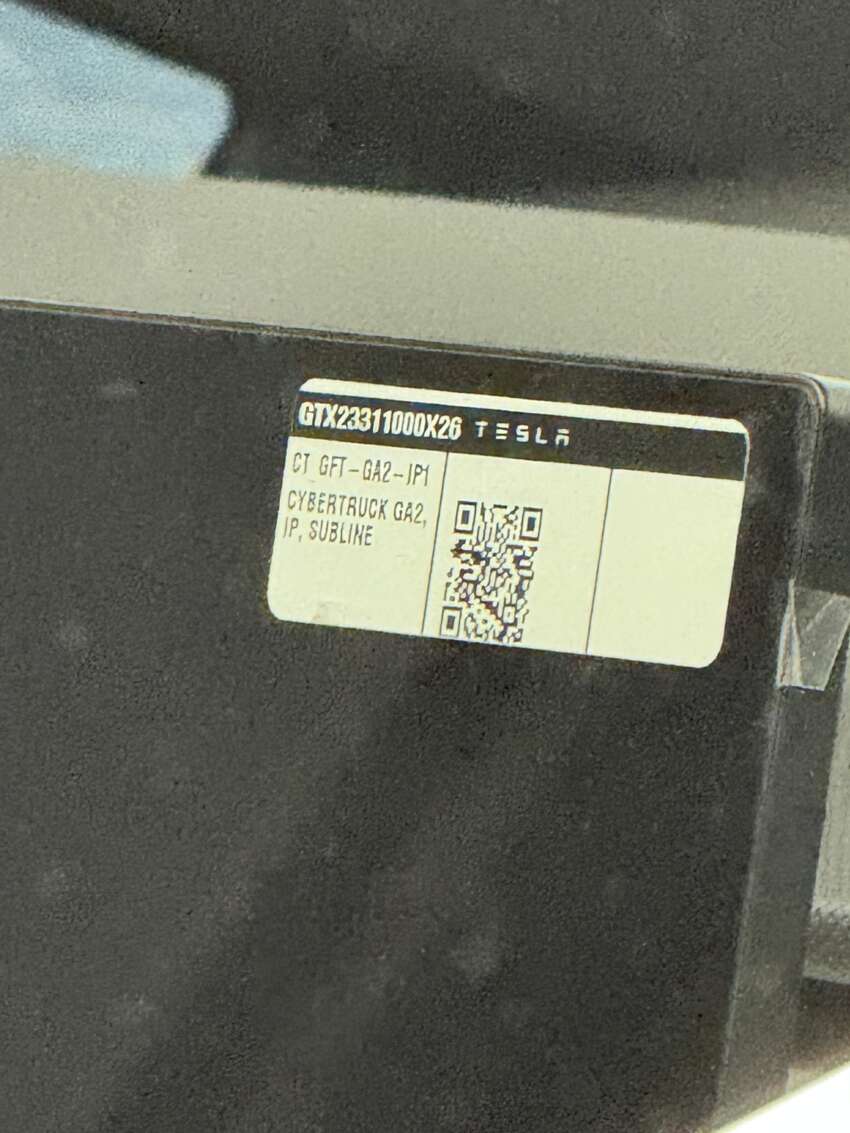 GTX23311000X26 TESLA
CT GFT-GA2-IP1
CYBERTRUCK GA2,
IP, SUBLINE